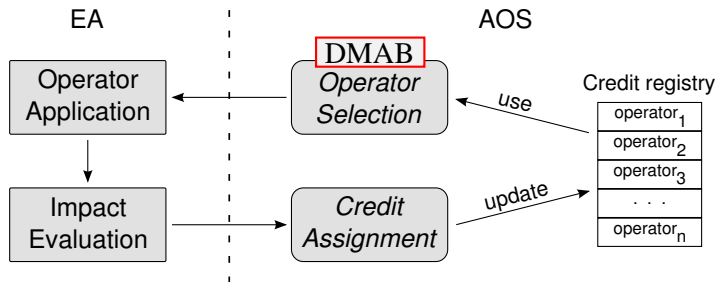 EA
AOS
DMAB
Operator
Application
Operator
Selection
Credit registry
use
operator1
operator2
operator3
. . .
operatorn
Impact
Evaluation
Credit
Assignment
update